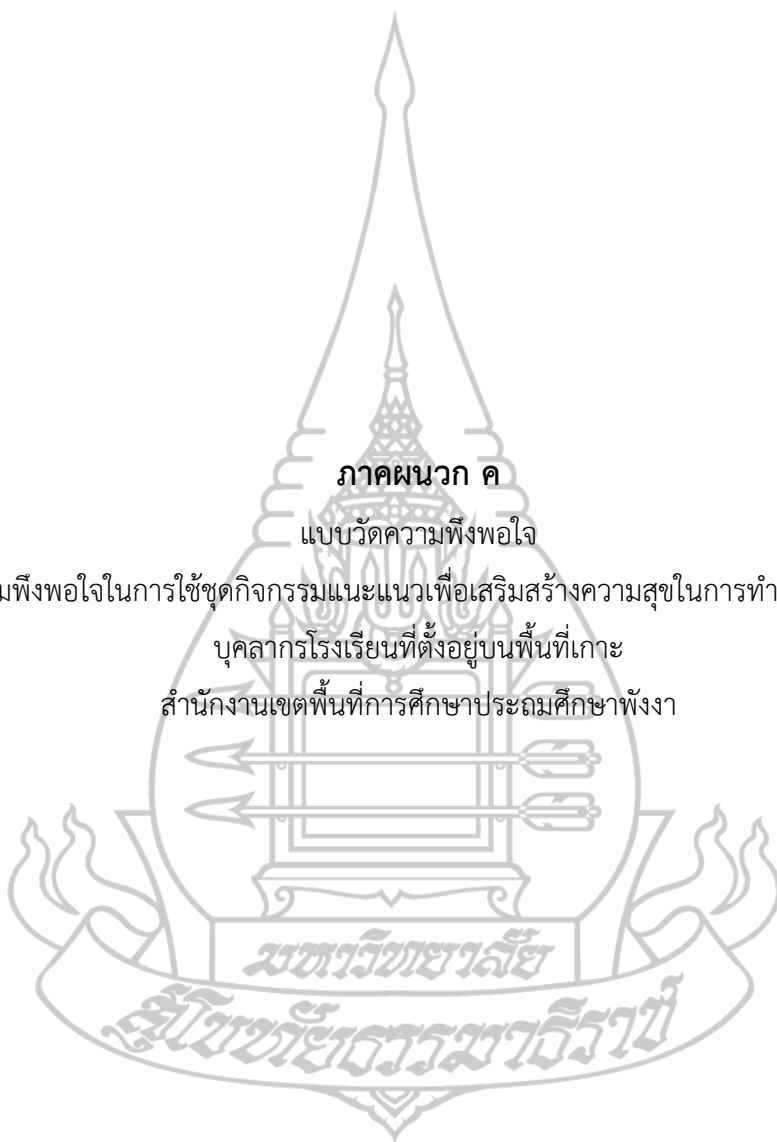 ภาคผนวก ค
แบบวัดความพึงพอใจ
มพึงพอใจในการใช้ชุดกิจกรรมแนะแนวเพื่อเสริมสร้างความสุขในการทำ
บุคลากรโรงเรียนที่ตั้งอยู่บนพื้นที่เกาะ
สำนักงานเขตพื้นที่การศึกษาประถมศึกษาพังงา
มหาวิทยาลัย
สุโขทัยธรรมาธิราช